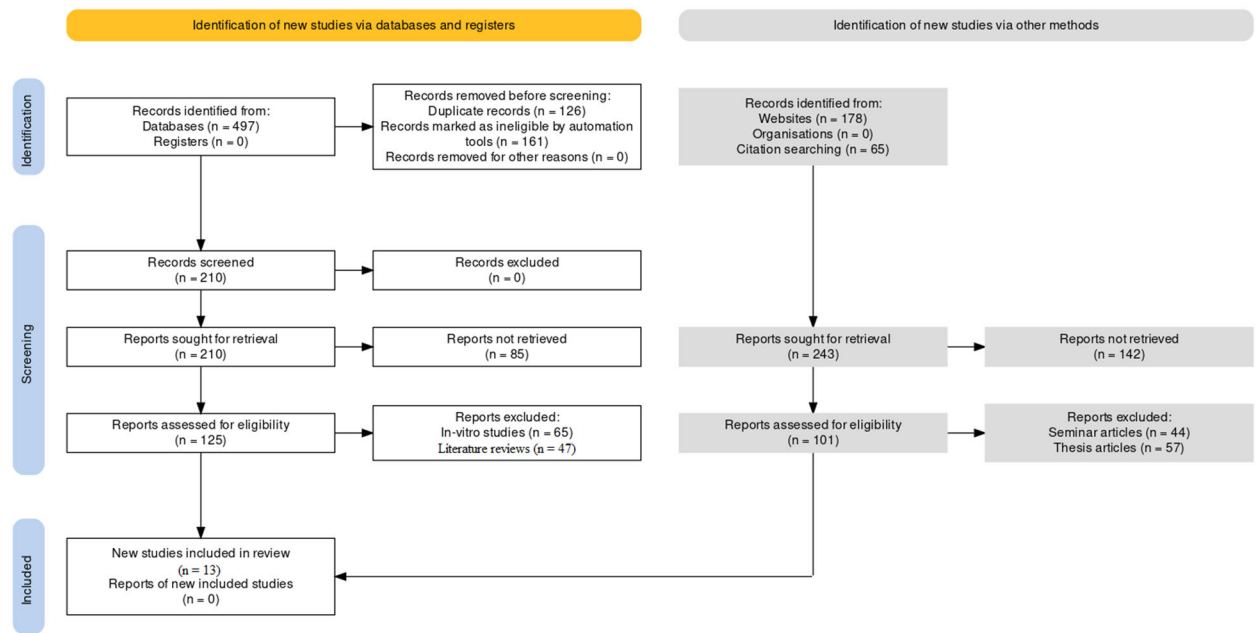 Identification of new studies via databases and registers
Identification of new studies via other methods
Identification
Records identified from:
Databases (n = 497)
Registers (n = 0)
Records removed before screening:
Duplicate records (n = 126)
Records marked as ineligible by automation
tools (n = 161)
Records removed for other reasons (n = 0)
Records identified from:
Websites (n = 178)
Organisations (n = 0)
Citation searching (n = 65)
Screening
Records screened
(n = 210)
Records excluded
(n = 0)
Reports sought for retrieval
(n = 210)
Reports not retrieved
(n = 85)
Reports sought for retrieval
(n = 243)
Reports not retrieved
(n = 142)
Reports assessed for eligibility
(n = 125)
Reports excluded:
In-vitro studies (n = 65)
Literature reviews (n = 47)
Reports assessed for eligibility
(n = 101)
Reports excluded:
Seminar articles (n = 44)
Thesis articles (n = 57)
Included
New studies included in review
(n = 13)
Reports of new included studies
(n = 0)